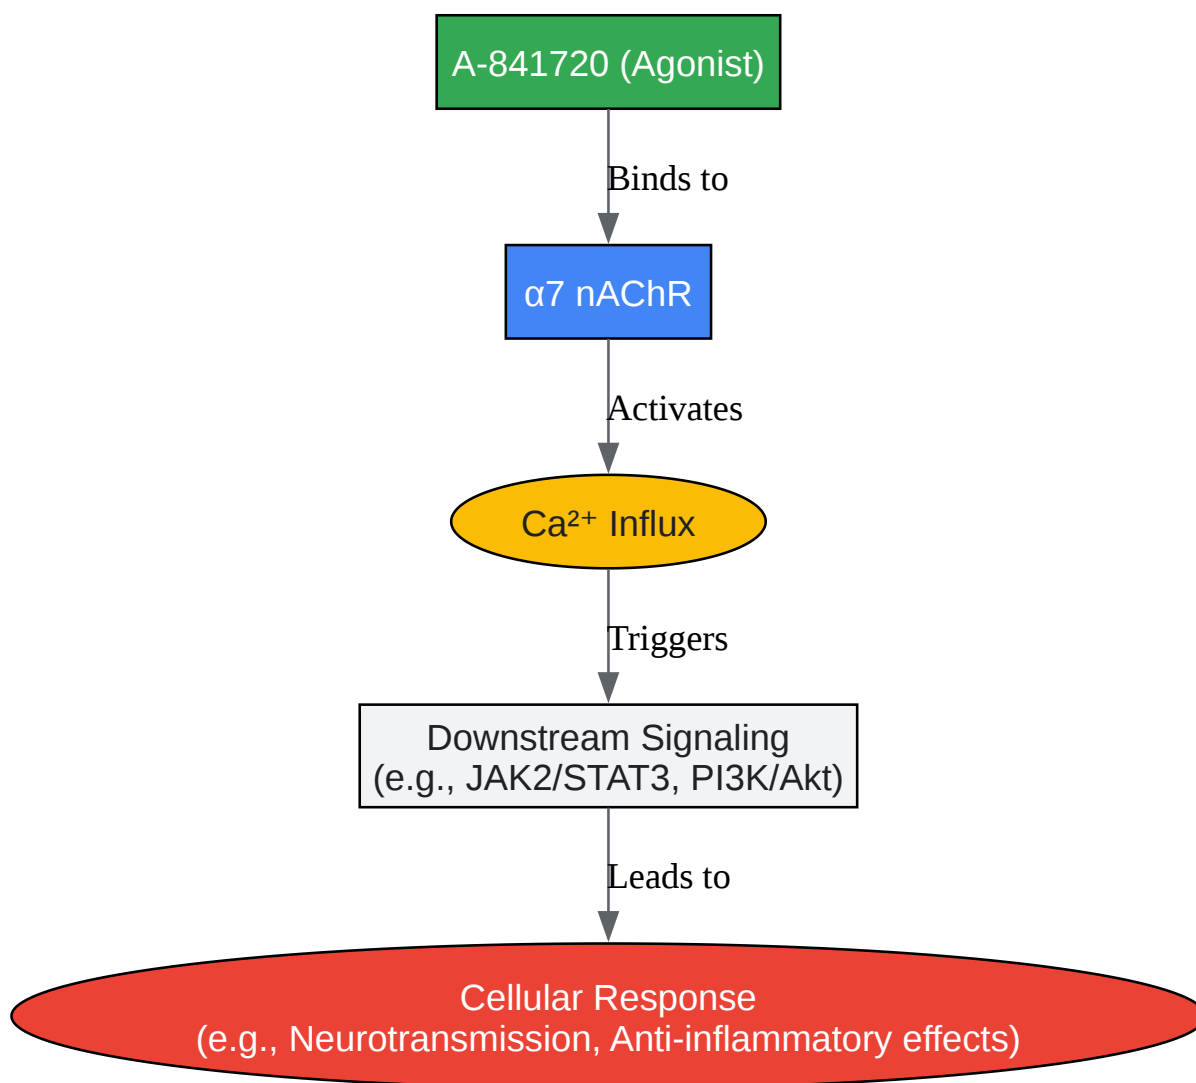 A-841720 (Agonist)
Binds to
α7 nAChR
Activates
Ca²⁺ Influx
Triggers
Downstream Signaling
(e.g., JAK2/STAT3, PI3K/Akt)
Leads to
Cellular Response
(e.g., Neurotransmission, Anti-inflammatory effects)